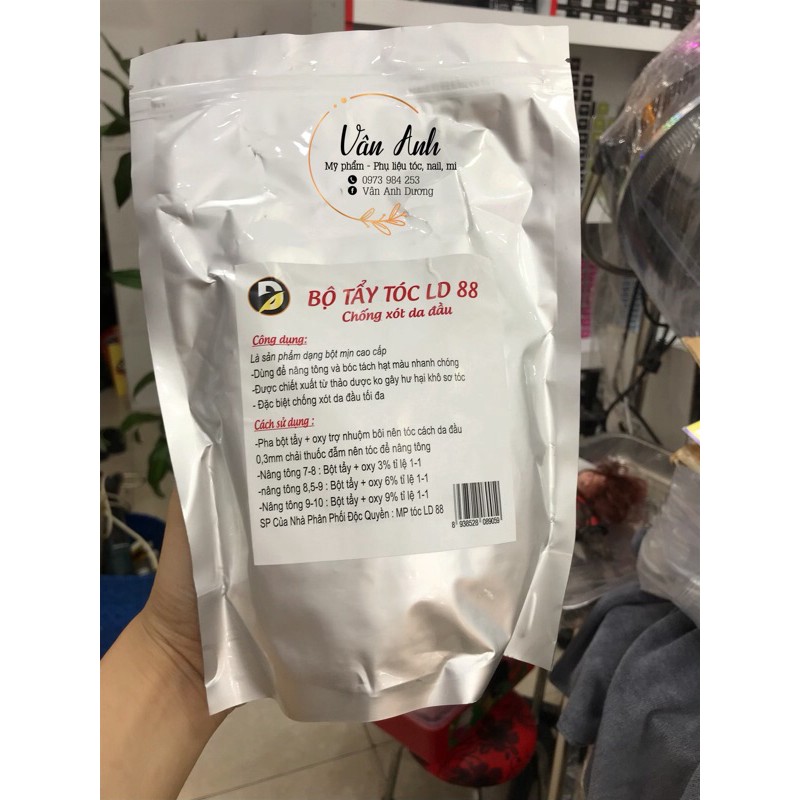 Vân Anh
Mỹ phẩm - Phụ liệu tóc, nail, mi
0973 984 253
Vân Anh Dương
BỘ TẨY TÓC LD 88
Chống xót da đầu
Công dụng:
Là sản phẩm dạng bột mịn cao cấp
-Dùng để nâng tông và bóc tách hạt màu nhanh chóng
-Được chiết xuất từ thảo dược ko gây hư hại khô sơ tóc
- Đặc biệt chống xót da đầu tối đa
Cách sử dụng :
-Pha bột tẩy + oxy trợ nhuộm bôi nên tóc cách da đầu
0,3mm chải thuốc đẫm nên tóc để nâng tông
-Nâng tông 7-8 : Bột tẩy + oxy 3% tỉ lệ 1-1
-nâng tông 8,5-9 : Bột tẩy + oxy 6% tỉ lệ 1-1
-Nâng tông 9-10 : Bột tẩy + oxy 9% tỉ lệ 1-1
SP Của Nhà Phân Phối Độc Quyền : MP tóc LD 88
8 938528 089059